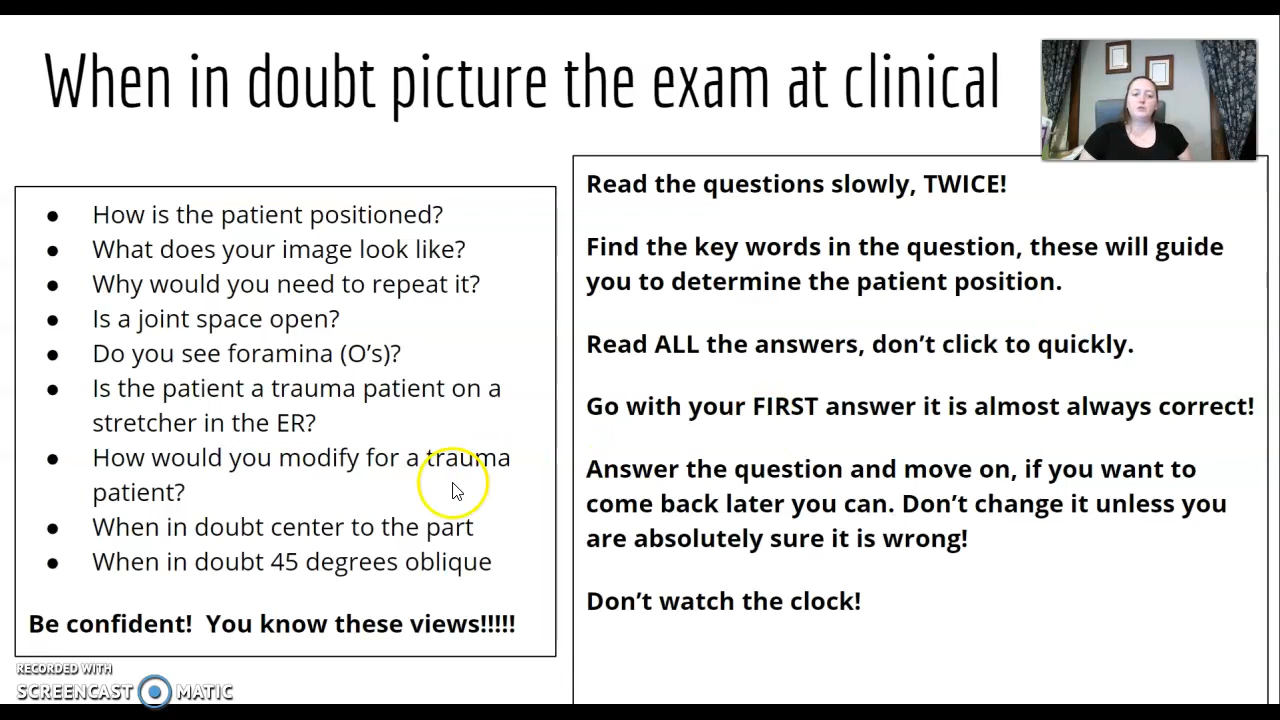 When in doubt picture the exam at clinical
● How is the patient positioned?
● What does your image look like?
● Why would you need to repeat it?
● Is a joint space open?
● Do you see foramina (O's)?
● Is the patient a trauma patient on a
stretcher in the ER?
● How would you modify for a trauma
patient?
● When in doubt center to the part
● When in doubt 45 degrees oblique
Be confident! You know these views!!!!!
Read the questions slowly, TWICE!
Find the key words in the question, these will guide
you to determine the patient position.
Read ALL the answers, don't click to quickly.
Go with your FIRST answer it is almost always correct!
Answer the question and move on, if you want to
come back later you can. Don't change it unless you
are absolutely sure it is wrong!
Don't watch the clock!
RECORDED WITH
SCREENCAST MATIC